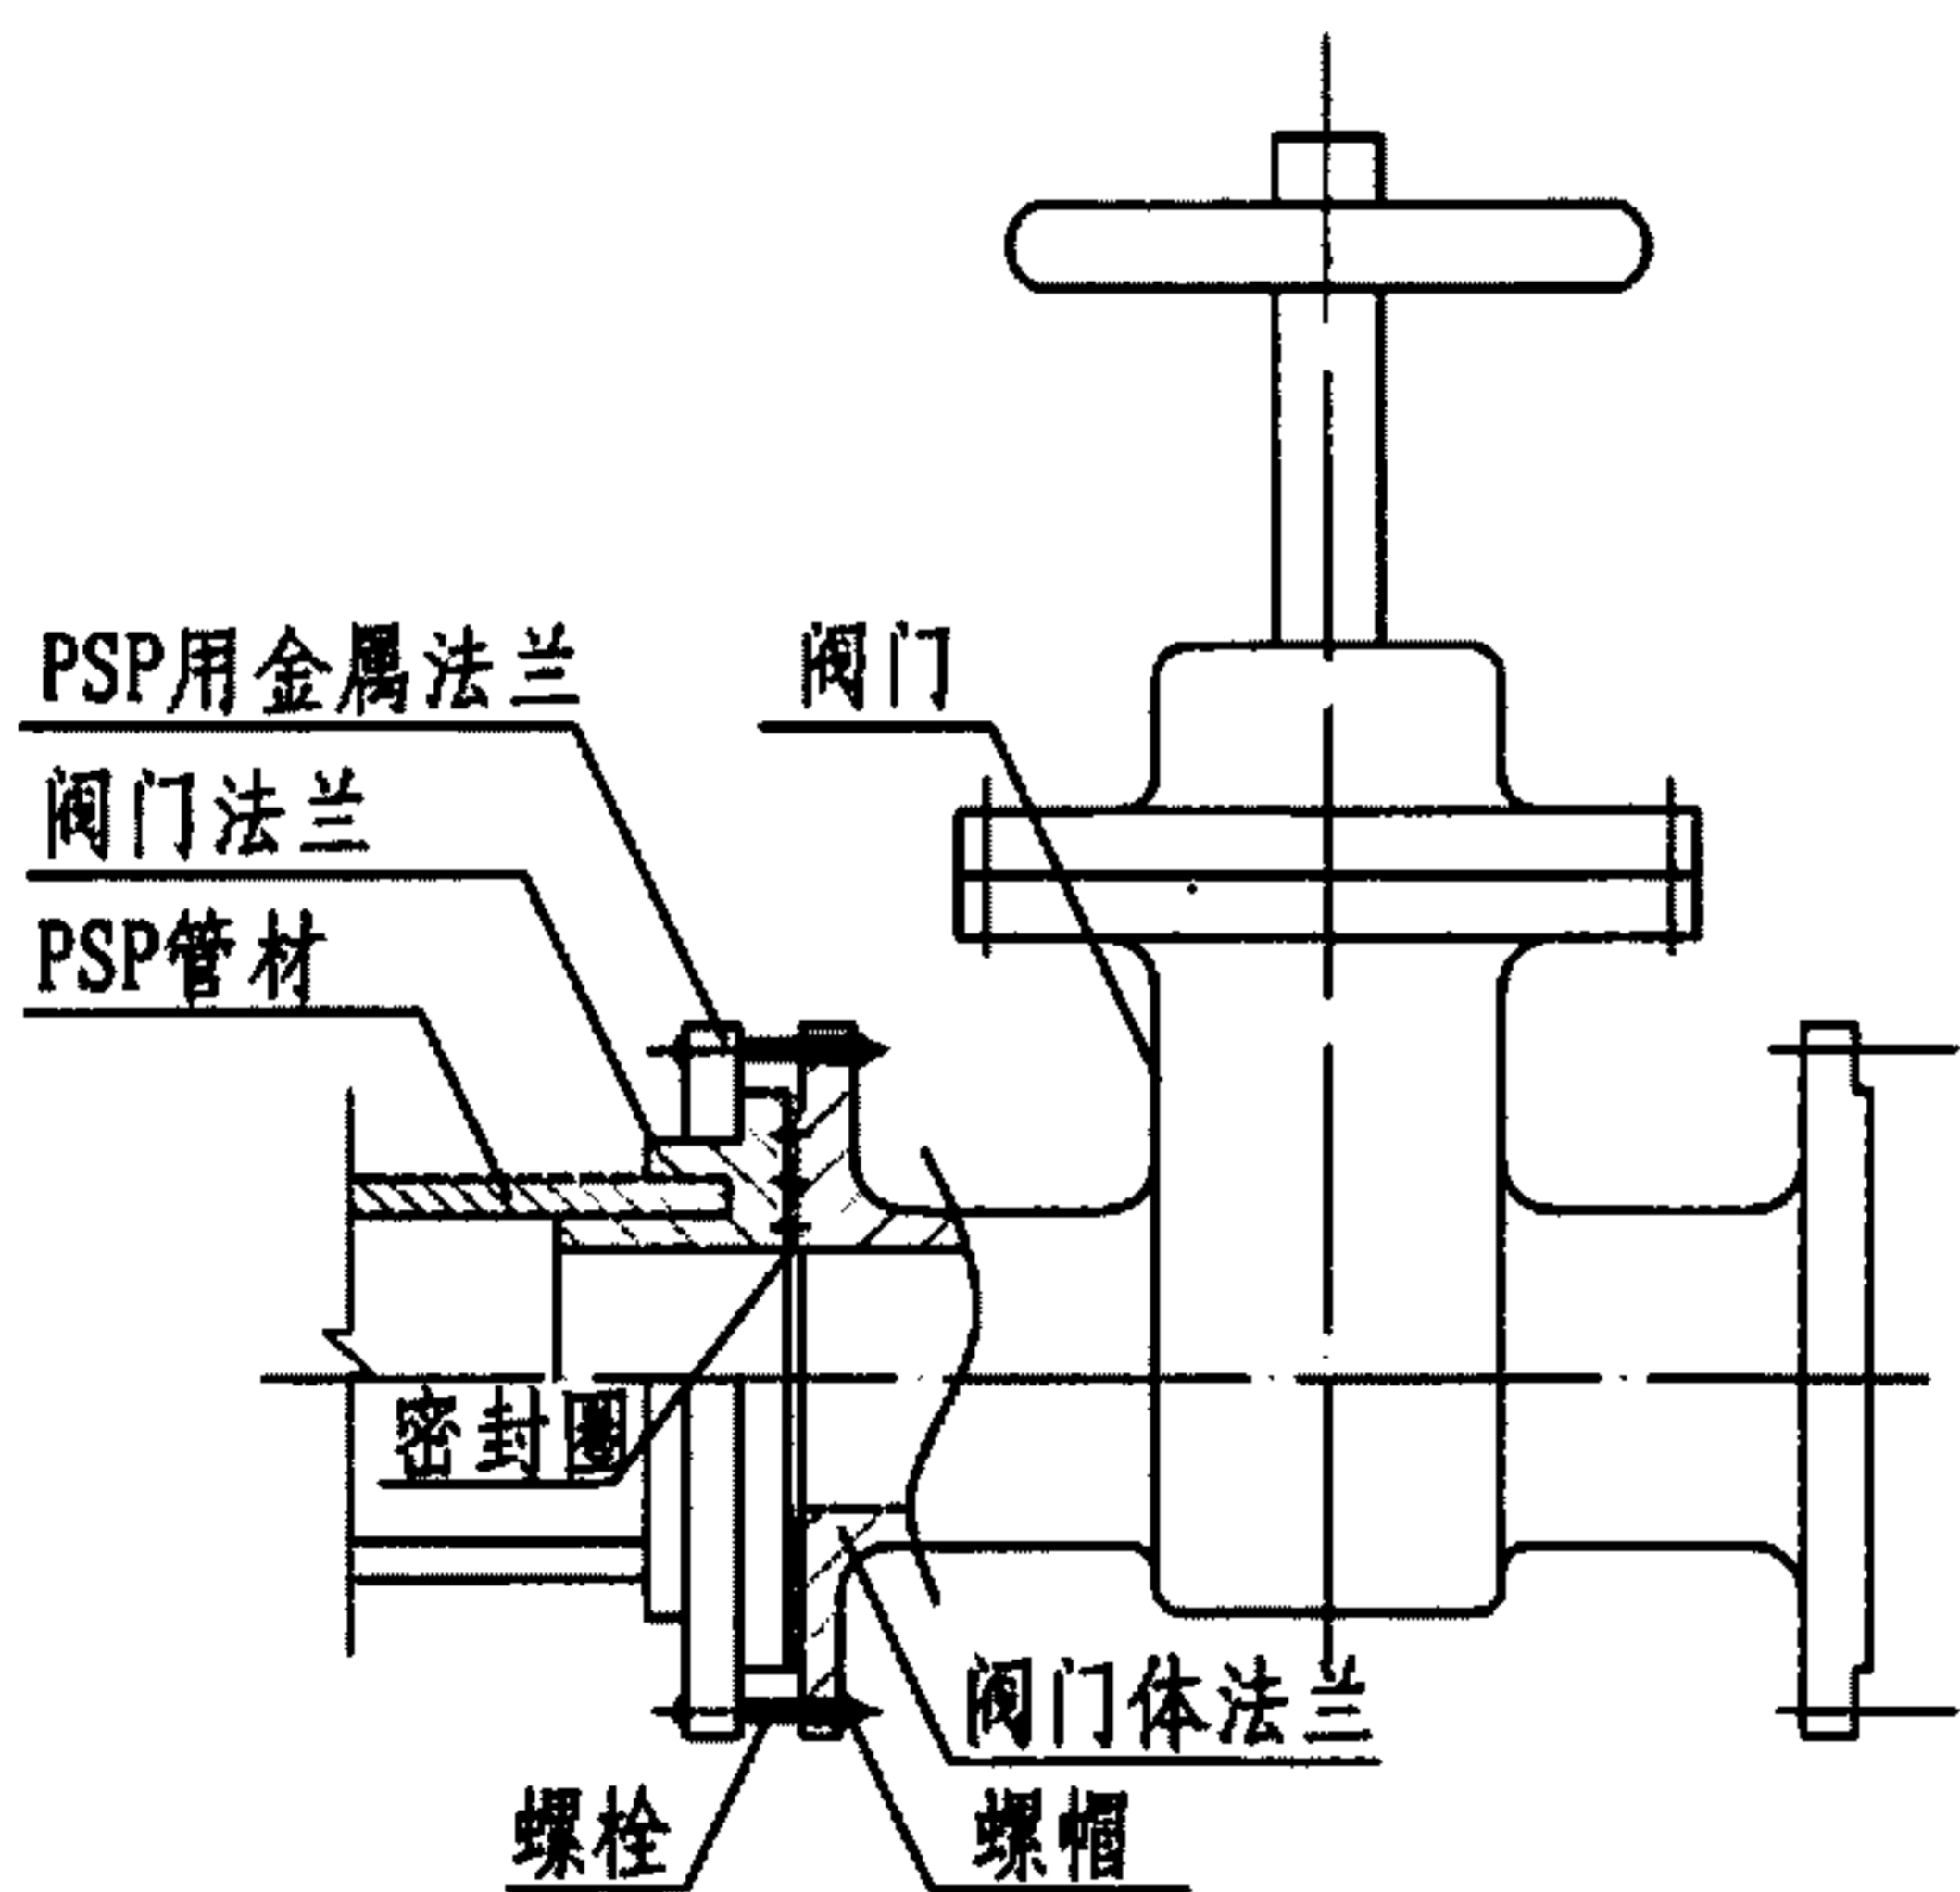 PSP用金属法兰
阀门
阀门法兰
PSP管材
密封圈
阀门体法兰
螺栓
螺帽